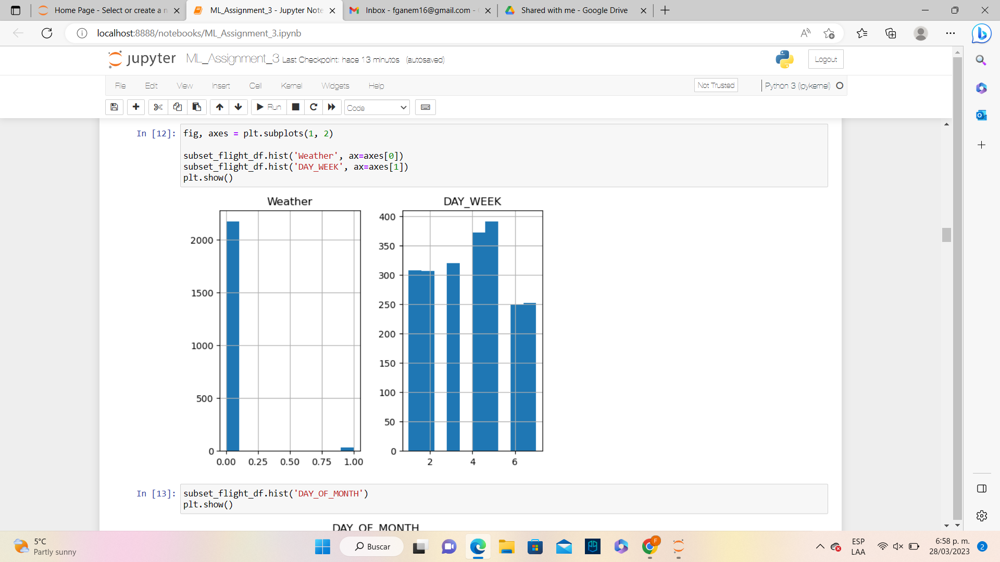 Home Page - Select or create a n
ML_Assignment_3 - Jupyter Note
Inbox - fganem16@gmail.com -
Shared with me - Google Drive
localhost:8888/notebooks/ML_Assignment_3.ipynb
jupyter ML_Assignment_3 Last Checkpoint: hace 13 minutos (autosaved)
Logout
File Edit View Insert Cell Kernel Widgets Help
Not Trusted
Python 3 (ipykernel)
Run
Code
In [12]: fig, axes = plt.subplots(1, 2)
subset_flight_df.hist('Weather', ax=axes[0])
subset_flight_df.hist('DAY_WEEK', ax=axes[1])
plt.show()
Weather
2000
1500
1000
500
0
0.00 0.25 0.50 0.75 1.00
DAY_WEEK
400
350
300
250
200
150
100
50
0
2 4 6
In [13]: subset_flight_df.hist('DAY_OF_MONTH')
plt.show()
DAY_OF_MONTH
5°C
Partly sunny
Buscar
ESP
LAA
6:58 p. m.
28/03/2023
2